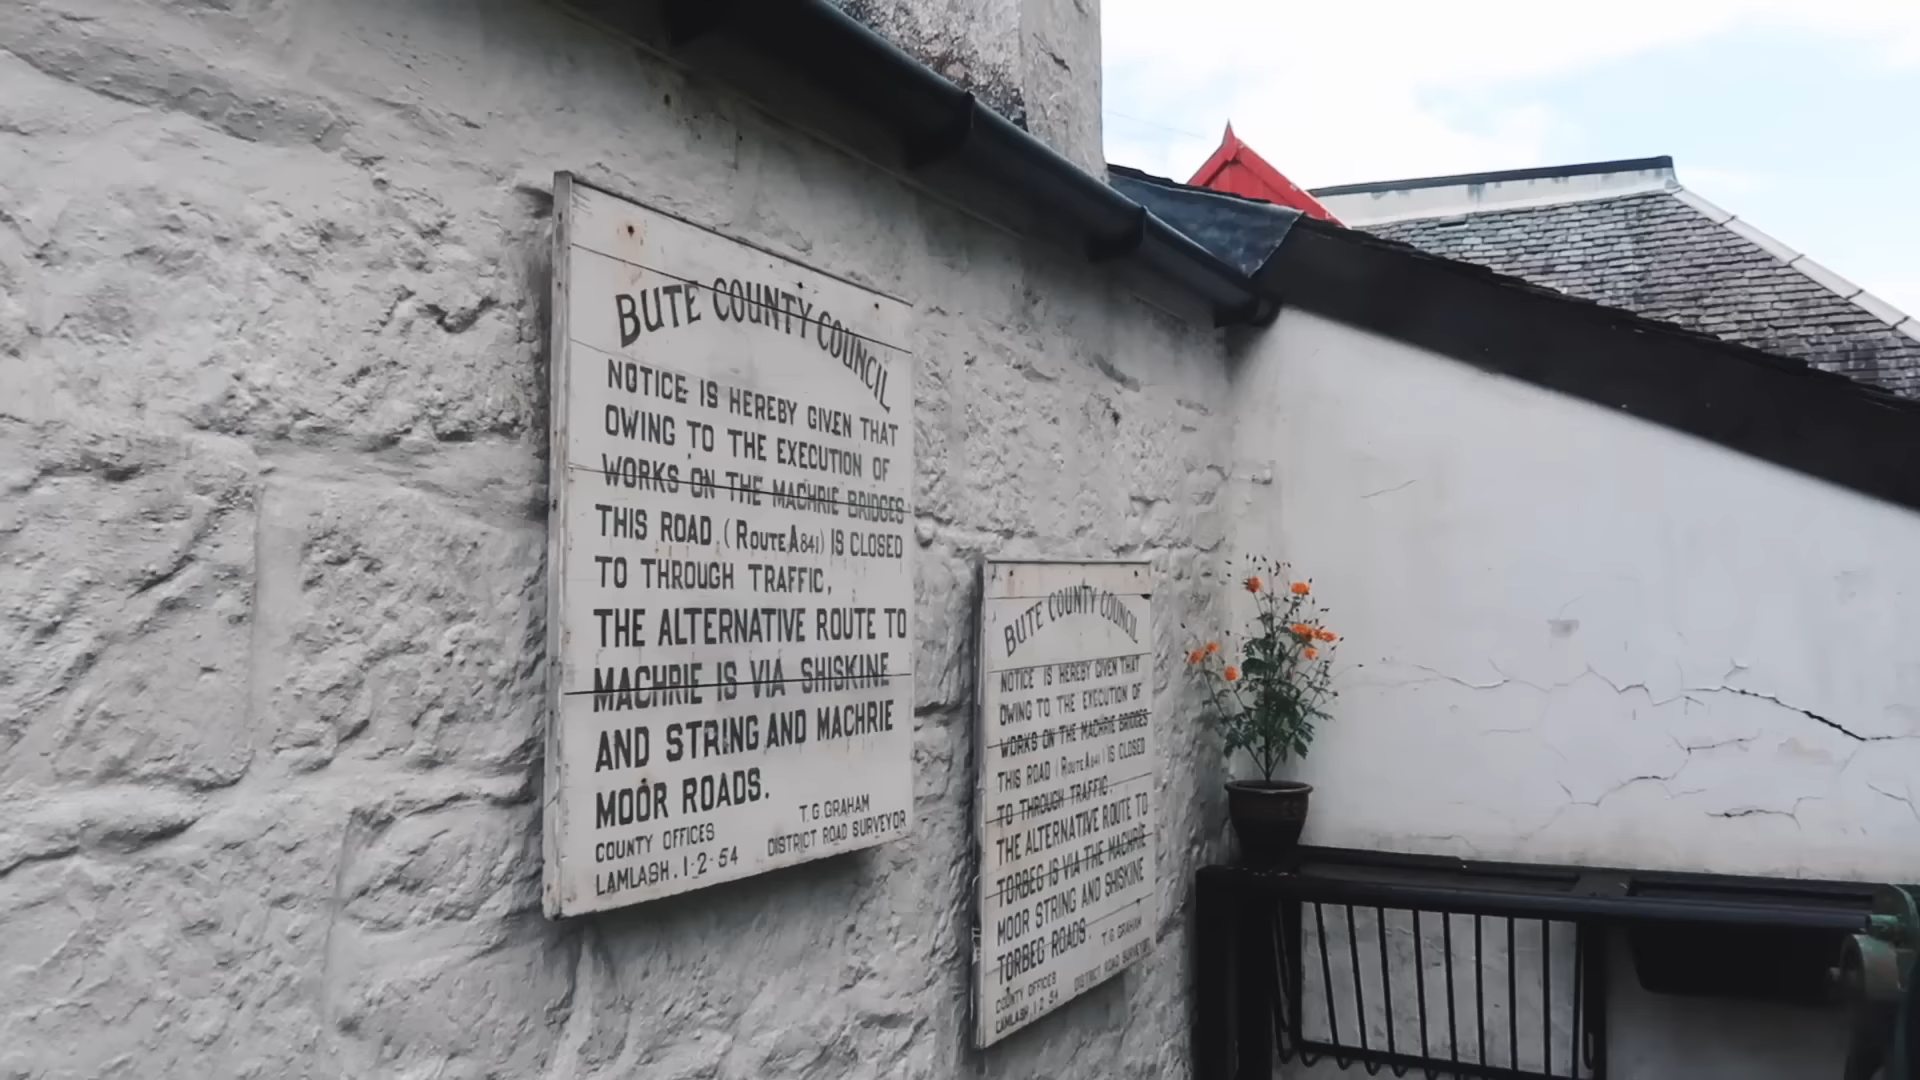 BUTE COUNTY COUNCIL
NOTICE IS HEREBY GIVEN THAT
OWING TO THE EXECUTION OF
WORKS ON THE MACHRIE BRIDGES
THIS ROAD (ROUTE A841) IS CLOSED
TO THROUGH TRAFFIC,
THE ALTERNATIVE ROUTE TO
MACHRIE IS VIA SHISKINE
AND STRING AND MACHRIE
MOOR ROADS.
T. G. GRAHAM
COUNTY OFFICES DISTRICT ROAD SURVEYOR
LAMLASH. 1-2-54
BUTE COUNTY COUNCIL
NOTICE IS HEREBY GIVEN THAT
OWING TO THE EXECUTION OF
WORKS ON THE MACHRIE BRIDGES
THIS ROAD (ROUTE A841) IS CLOSED
TO THROUGH TRAFFIC.
THE ALTERNATIVE ROUTE TO
TORBEG IS VIA THE MACHRIE
MOOR STRING AND SHISKINE
TORBEG ROADS.
T. G. GRAHAM
COUNTY OFFICES DISTRICT ROAD SURVEYOR
LAMLASH. 1-2-54